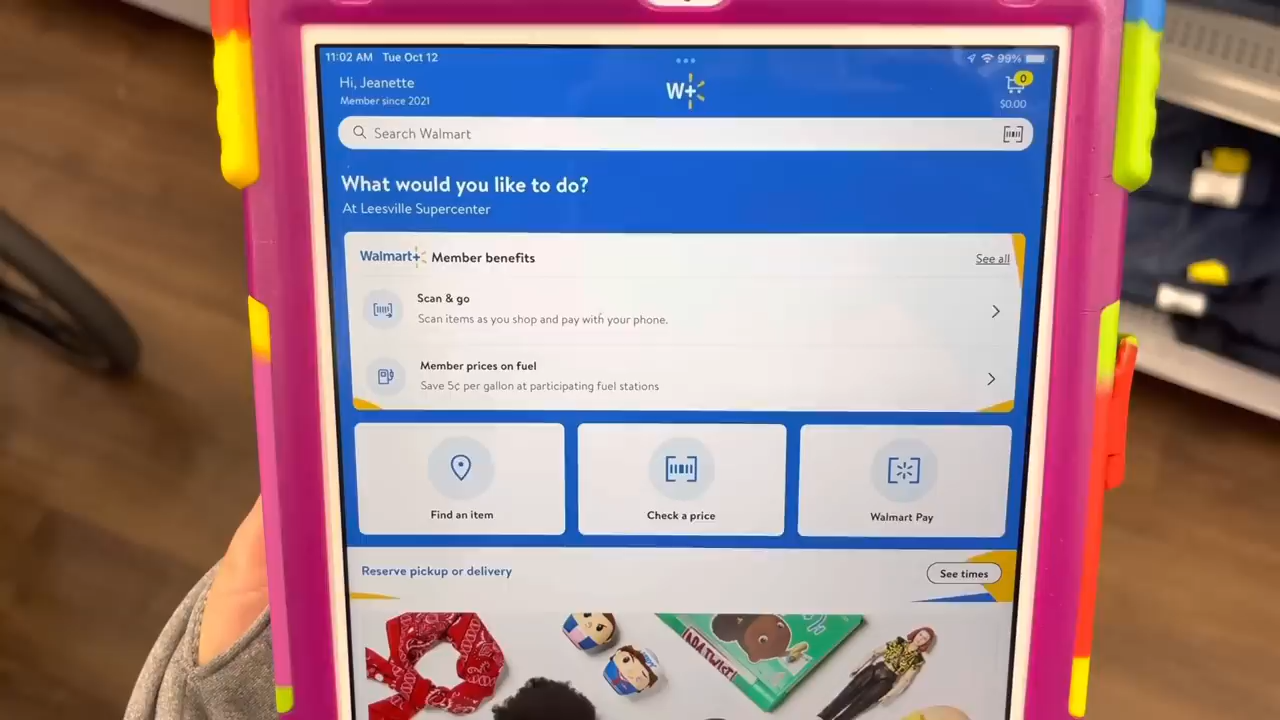 11:02 AM Tue Oct 12
99%
Hi, Jeanette
Member since 2021
W+
0
$0.00
Search Walmart
What would you like to do?
At Leesville Supercenter
Walmart+ Member benefits
See all
Scan & go
Scan items as you shop and pay with your phone.
Member prices on fuel
Save 5¢ per gallon at participating fuel stations
Find an item
Check a price
Walmart Pay
Reserve pickup or delivery
See times
ADA TWIST